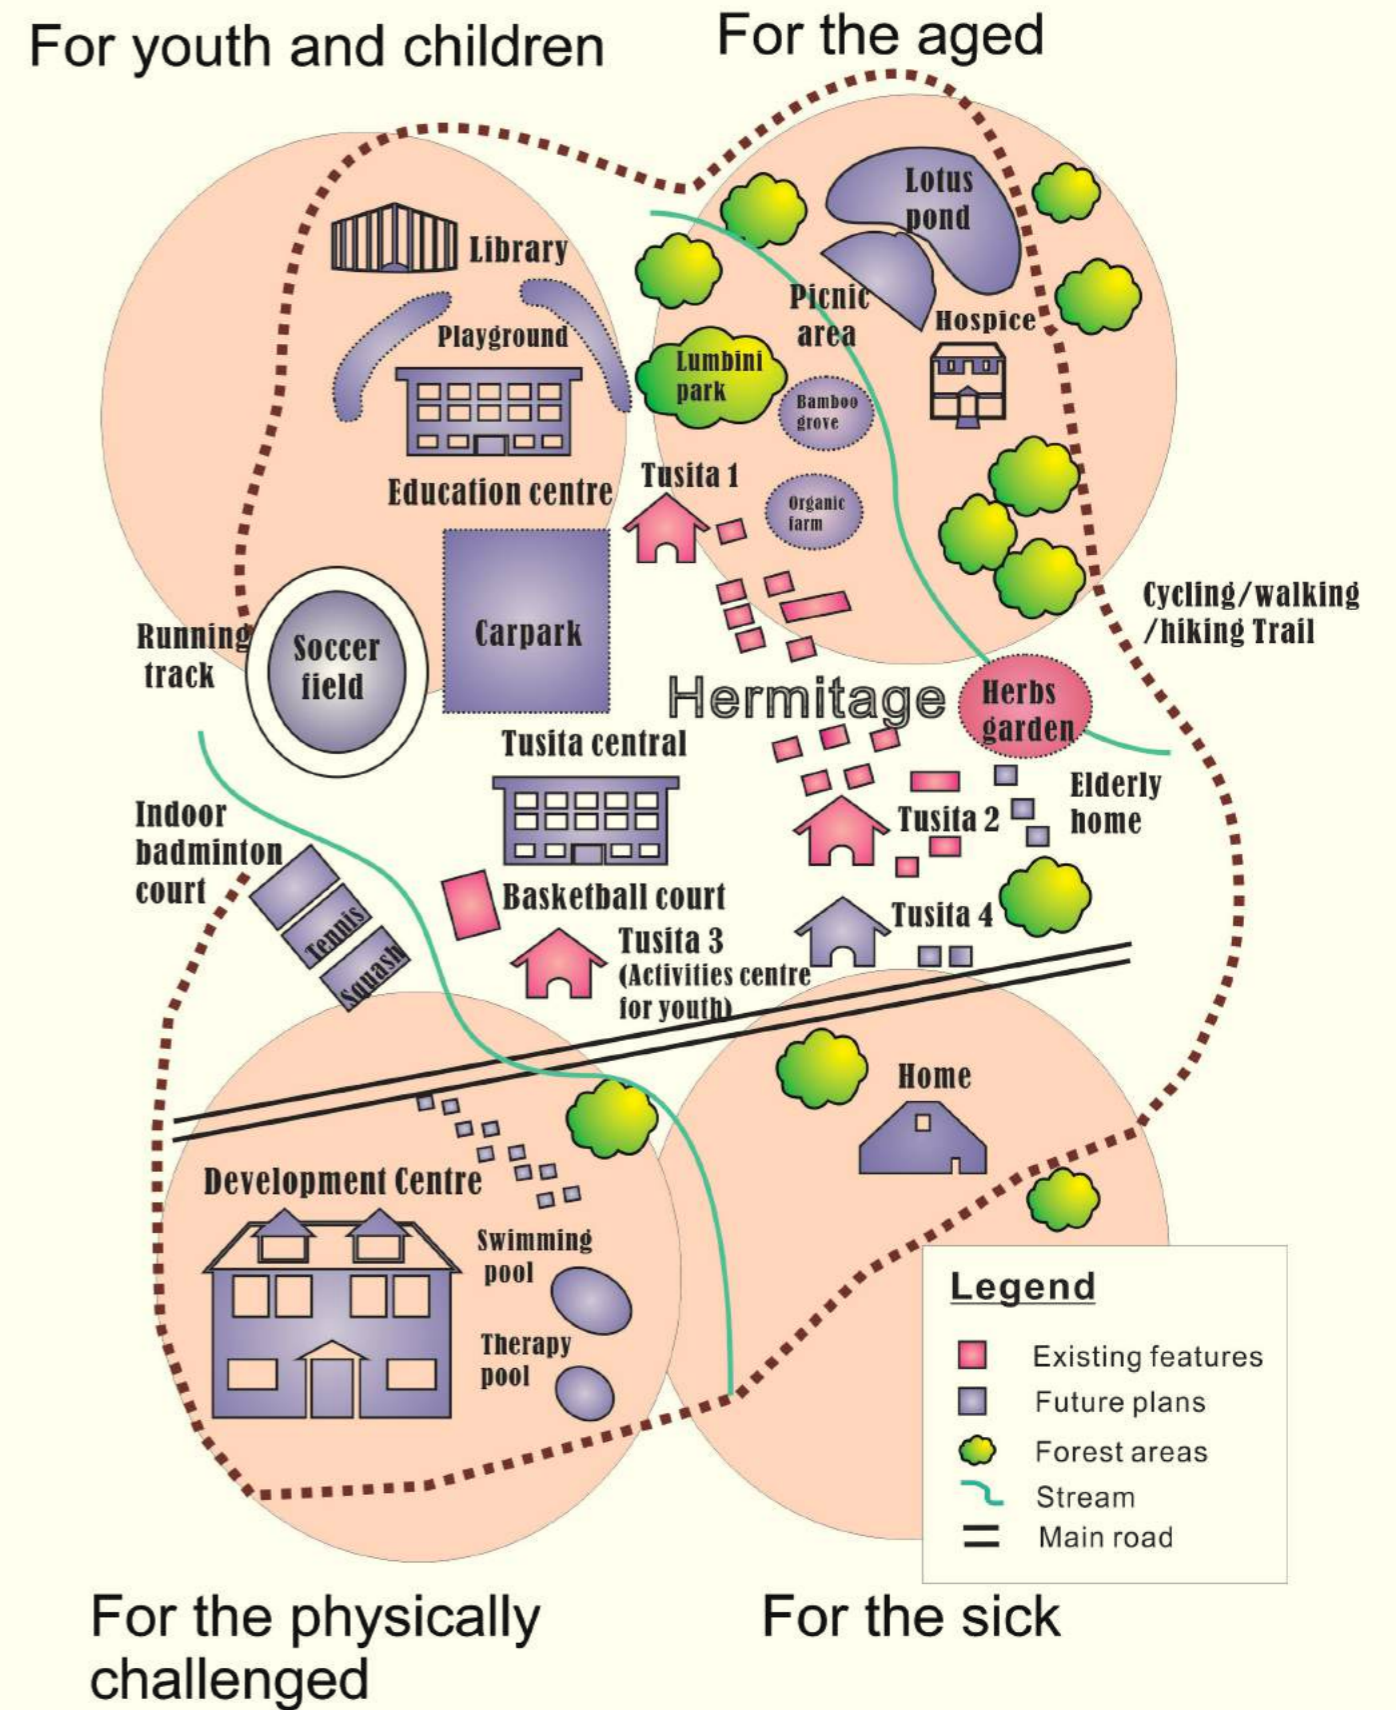 For youth and children
For the aged
Lotus
pond
Library
Picnic
area
Hospice
Playground
Lumbini
park
Bamboo
grove
Tusita 1
Education centre
Organic
farm
Cycling/walking
/hiking Trail
Running
track
Soccer
field
Carpark
Hermitage
Herbs
garden
Tusita central
Elderly
home
Indoor
badminton
court
Tusita 2
Tennis
Squash
Basketball court
Tusita 3
(Activities centre
for youth)
Tusita 4
Home
Development Centre
Swimming
pool
Therapy
pool
Legend
Existing features
Future plans
Forest areas
Stream
Main road
For the physically
challenged
For the sick